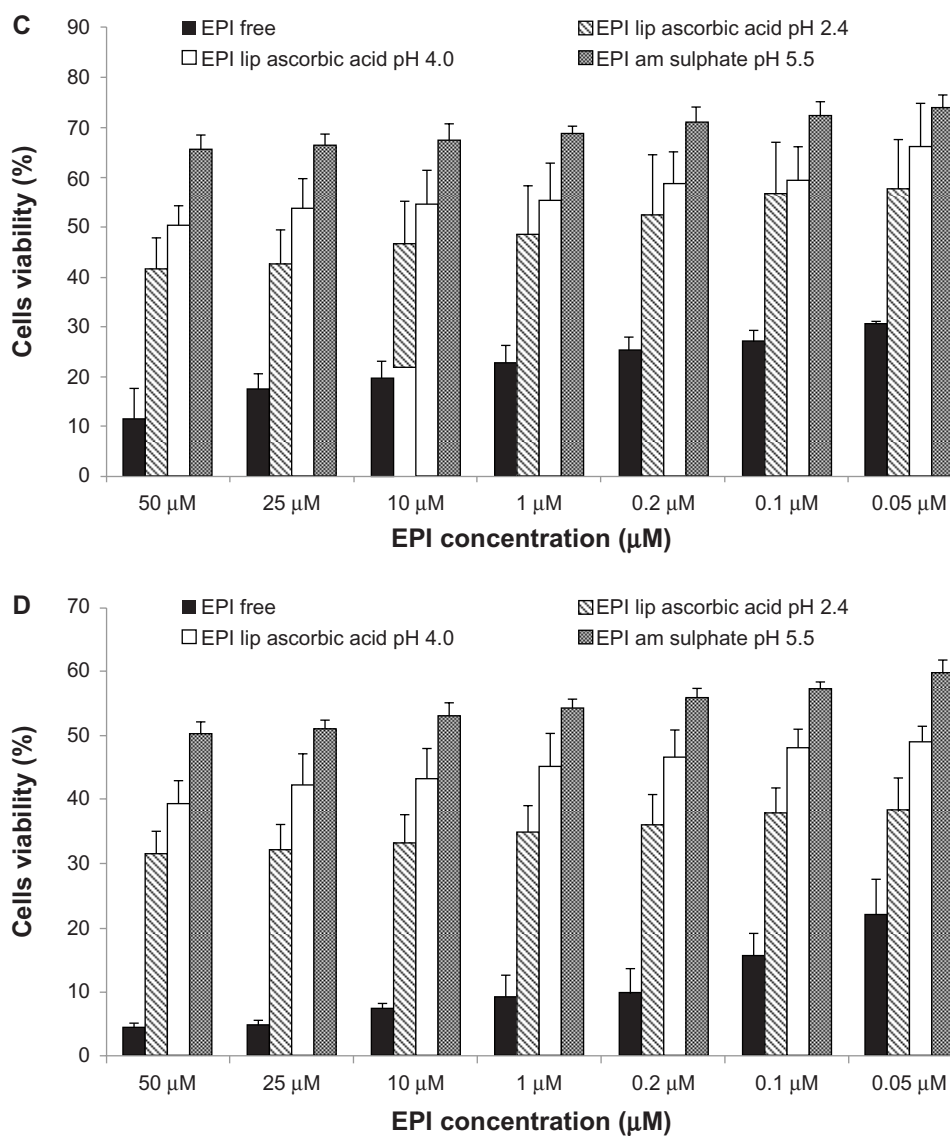 C
EPI free
EPI lip ascorbic acid pH 2.4
EPI lip ascorbic acid pH 4.0
EPI am sulphate pH 5.5
Cells viability (%)
90
80
70
60
50
40
30
20
10
0
50 μM 25 μM 10 μM 1 μM 0.2 μM 0.1 μM 0.05 μM
EPI concentration (μM)
D
EPI free
EPI lip ascorbic acid pH 2.4
EPI lip ascorbic acid pH 4.0
EPI am sulphate pH 5.5
Cells viability (%)
70
60
50
40
30
20
10
0
50 μM 25 μM 10 μM 1 μM 0.2 μM 0.1 μM 0.05 μM
EPI concentration (μM)